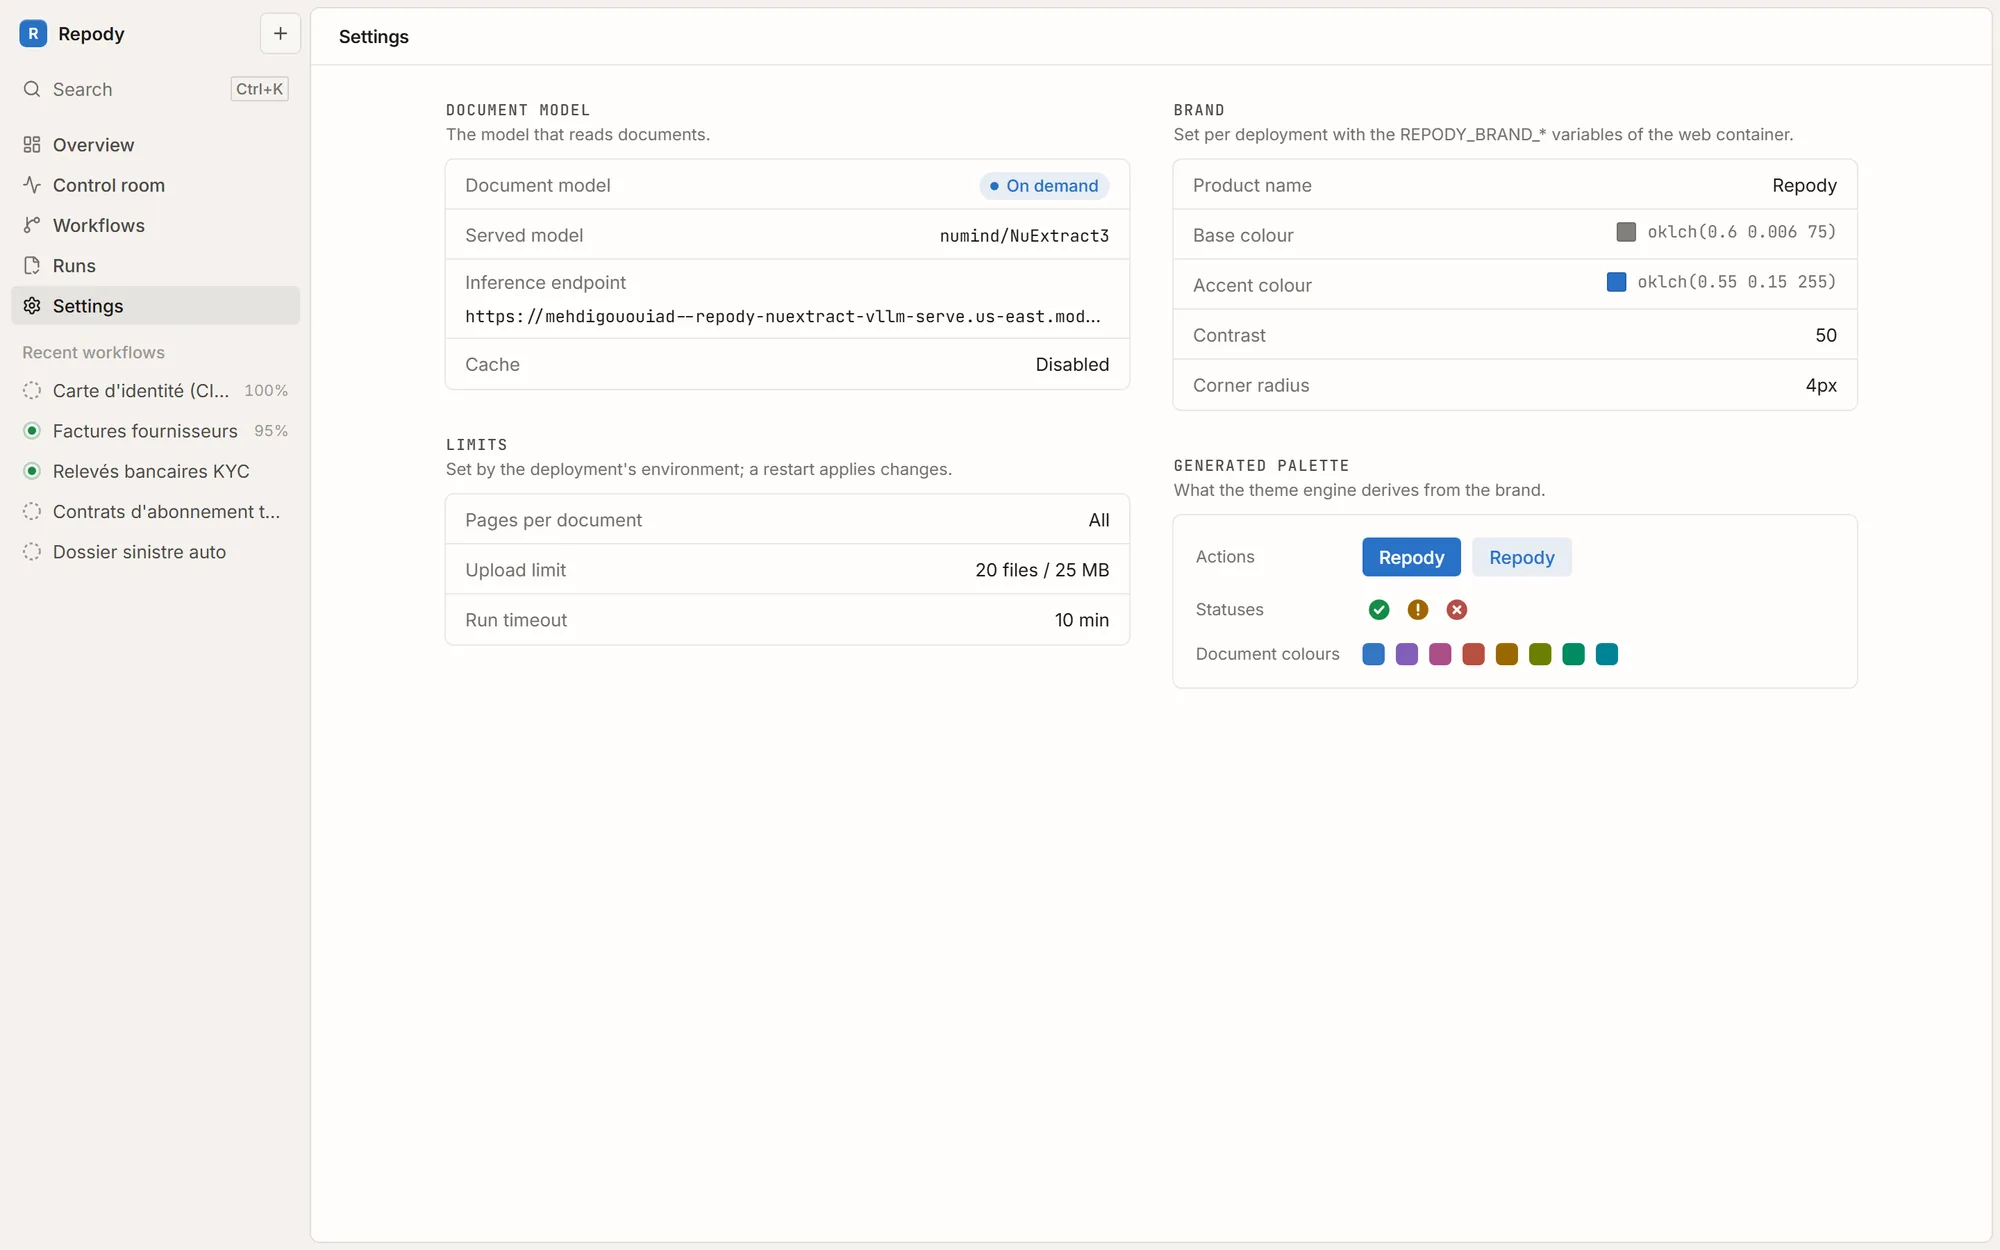 R Repody
+
Search Ctrl+K
Overview
Control room
Workflows
Runs
Settings
Recent workflows
Carte d'identité (CI... 100%
Factures fournisseurs 95%
Relevés bancaires KYC
Contrats d'abonnement t...
Dossier sinistre auto
Settings
DOCUMENT MODEL
The model that reads documents.
Document model On demand
Served model numind/NuExtract3
Inference endpoint
https://mehdigououiad--repody-nuextract-vllm-serve.us-east.mod...
Cache Disabled
LIMITS
Set by the deployment's environment; a restart applies changes.
Pages per document All
Upload limit 20 files / 25 MB
Run timeout 10 min
BRAND
Set per deployment with the REPODY_BRAND_* variables of the web container.
Product name Repody
Base colour oklch(0.6 0.006 75)
Accent colour oklch(0.55 0.15 255)
Contrast 50
Corner radius 4px
GENERATED PALETTE
What the theme engine derives from the brand.
Actions Repody Repody
Statuses
Document colours